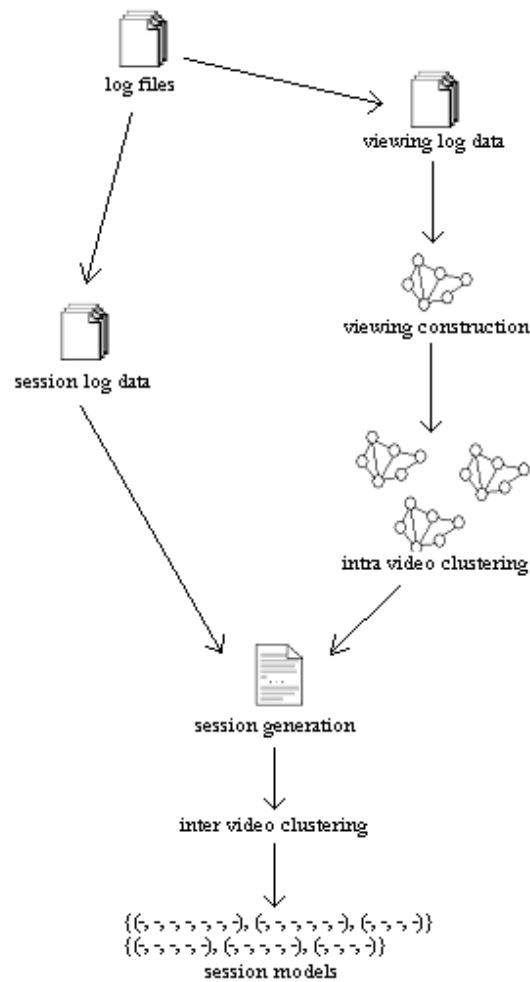 log files
viewing log data
viewing construction
session log data
intra video clustering
session generation
inter video clustering
{(-, -, -, -, -, -, -), (-, -, -, -, -, -), (-, -, -, -)}
{(-, -, -, -, -), (-, -, -, -, -), (-, -, -, -)}
session models